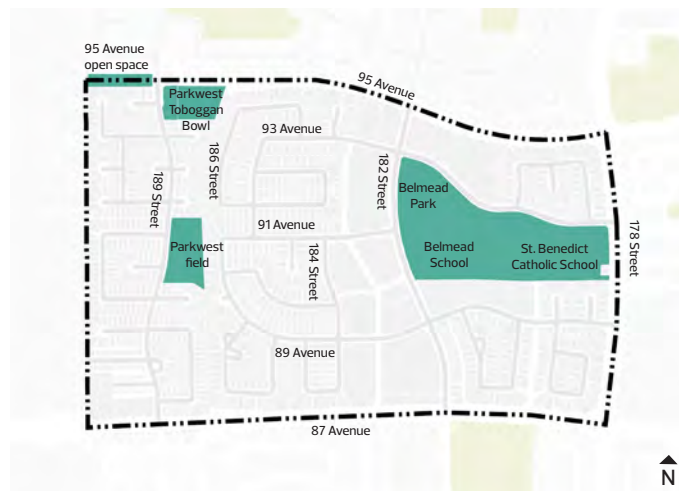 95 Avenue
open space
95 Avenue
Parkwest
Toboggan
Bowl
93 Avenue
186 Street
182 Street
189 Street
Belmead
Park
91 Avenue
178 Street
Parkwest
field
184 Street
Belmead
School
St. Benedict
Catholic School
89 Avenue
87 Avenue
N